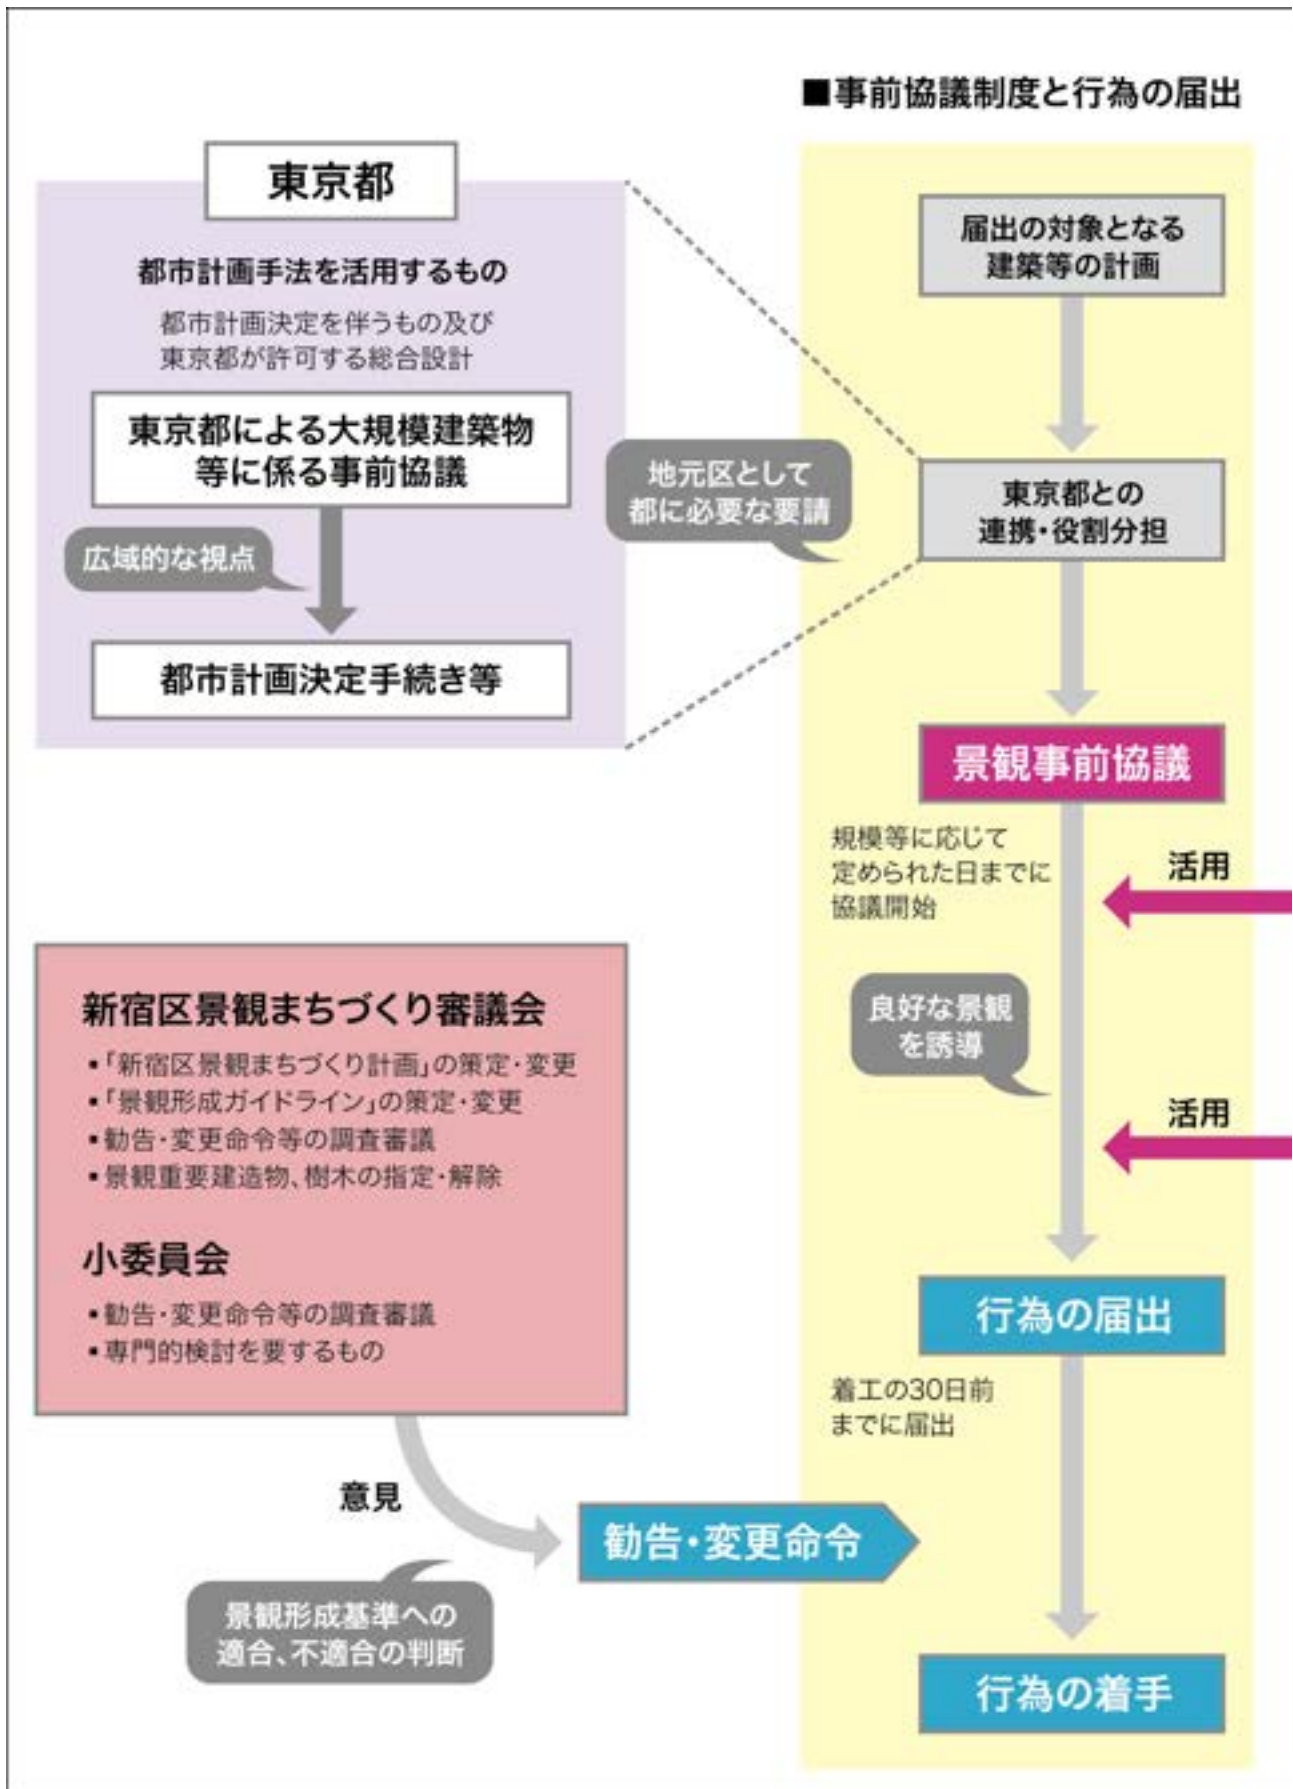 ■事前協議制度と行為の届出
東京都
都市計画手法を活用するもの
都市計画決定を伴うもの及び
東京都が許可する総合設計
東京都による大規模建築物
等に係る事前協議
広域的な視点
都市計画決定手続き等
地元区として
都に必要な要請
届出の対象となる
建築等の計画
東京都との
連携・役割分担
景観事前協議
規模等に応じて
定められた日までに
協議開始
活用
良好な景観
を誘導
活用
行為の届出
着工の30日前
までに届出
新宿区景観まちづくり審議会
▪「新宿区景観まちづくり計画」の策定・変更
▪「景観形成ガイドライン」の策定・変更
▪勧告・変更命令等の調査審議
▪景観重要建造物、樹木の指定・解除
小委員会
▪勧告・変更命令等の調査審議
▪専門的検討を要するもの
意見
景観形成基準への
適合、不適合の判断
勧告・変更命令
行為の着手